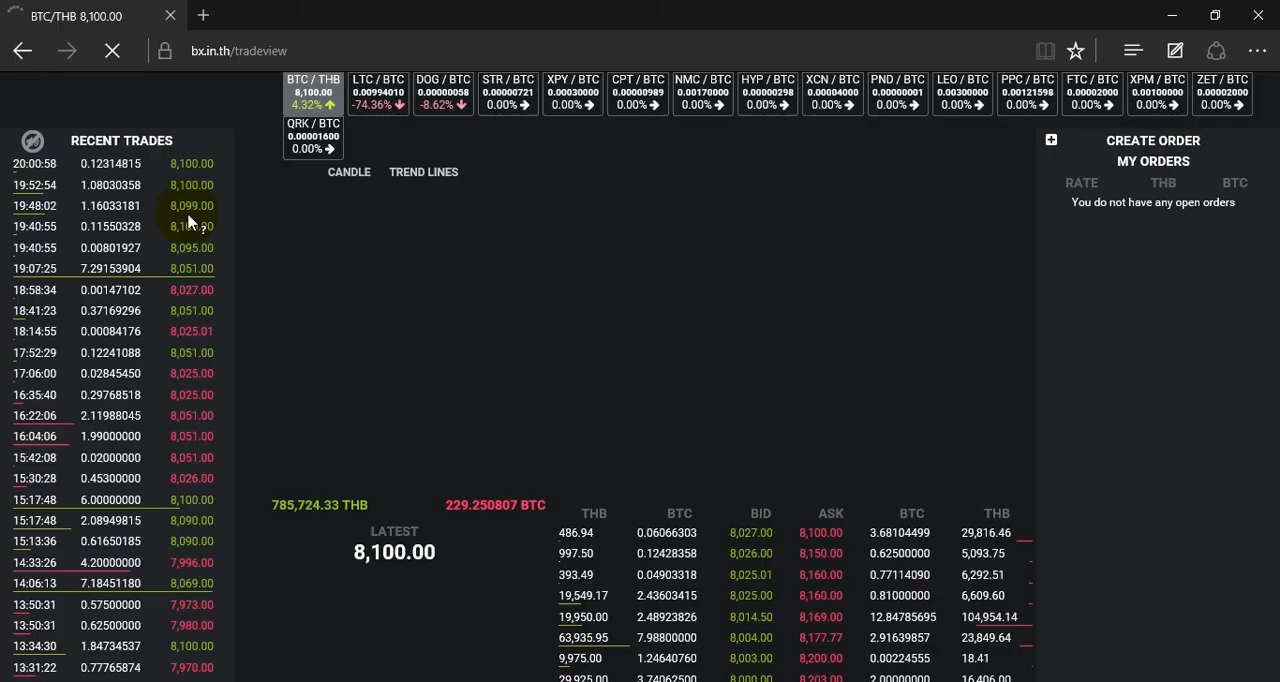 BTC/THB 8,100.00
bx.in.th/tradeview
BTC / THB LTC / BTC DOG / BTC STR / BTC XPY / BTC CPT / BTC NMC / BTC HYP / BTC XCN / BTC PND / BTC LEO / BTC PPC / BTC FTC / BTC XPM / BTC ZET / BTC
8,100.00 0.00994010 0.00000058 0.00000721 0.00030000 0.00000989 0.00170000 0.00000298 0.00004000 0.00000001 0.00300000 0.00121598 0.00002000 0.00100000 0.00002000
4.32% -74.36% -8.62% 0.00% 0.00% 0.00% 0.00% 0.00% 0.00% 0.00% 0.00% 0.00% 0.00% 0.00% 0.00%
QRK / BTC
0.00001600
0.00%
CANDLE TREND LINES
RECENT TRADES
20:00:58 0.12314815 8,100.00
19:52:54 1.08030358 8,100.00
19:48:02 1.16033181 8,099.00
19:40:55 0.11550328
19:40:55 0.00801927 8,095.00
19:07:25 7.29153904 8,051.00
18:58:34 0.00147102 8,027.00
18:41:23 0.37169296 8,051.00
18:14:55 0.00084176 8,025.01
17:52:29 0.12241088 8,051.00
17:06:00 0.02845450 8,025.00
16:35:40 0.29768518 8,025.00
16:22:06 2.11988045 8,051.00
16:04:06 1.99000000 8,051.00
15:42:08 0.02000000 8,051.00
15:30:28 0.45300000 8,026.00
15:17:48 6.00000000 8,100.00
15:17:48 2.08949815 8,090.00
15:13:36 0.61650185 8,090.00
14:33:26 4.20000000 7,996.00
14:06:13 7.18451180 8,069.00
13:50:31 0.57500000 7,973.00
13:50:31 0.62500000 7,980.00
13:34:30 1.84734537 8,100.00
13:31:22 0.77765874 7,970.00
785,724.33 THB 229.250807 BTC
LATEST
8,100.00
THB BTC BID ASK BTC THB
486.94 0.06066303 8,027.00 8,100.00 3.68104499 29,816.46
997.50 0.12428358 8,026.00 8,150.00 0.62500000 5,093.75
393.49 0.04903318 8,025.01 8,160.00 0.77114090 6,292.51
19,549.17 2.43603415 8,025.00 8,160.00 0.81000000 6,609.60
19,950.00 2.48923826 8,014.50 8,169.00 12.84785695 104,954.14
63,935.95 7.98800000 8,004.00 8,177.77 2.91639857 23,849.64
9,975.00 1.24640760 8,003.00 8,200.00 0.00224555 18.41
29,925.00 3.74062500 8,000.00 8,203.00 2.00000000 16,406.00
CREATE ORDER
MY ORDERS
RATE THB BTC
You do not have any open orders